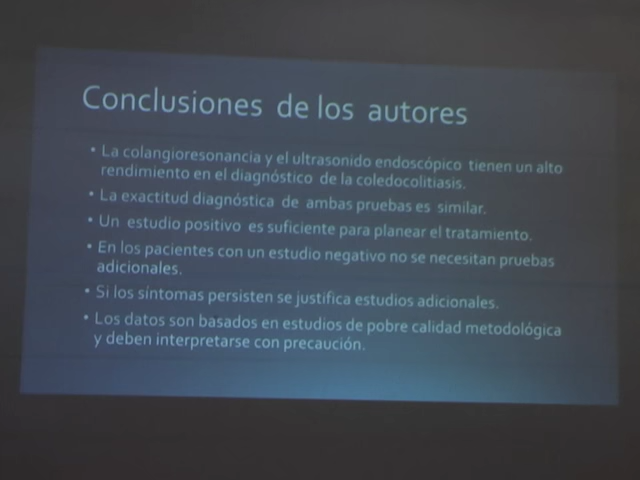 Conclusiones de los autores
• La colangioresonancia y el ultrasonido endoscópico tienen un alto
rendimiento en el diagnóstico de la coledocolitiasis.
• La exactitud diagnóstica de ambas pruebas es similar.
• Un estudio positivo es suficiente para planear el tratamiento.
• En los pacientes con un estudio negativo no se necesitan pruebas
adicionales.
• Si los síntomas persisten se justifica estudios adicionales.
• Los datos son basados en estudios de pobre calidad metodológica
y deben interpretarse con precaución.